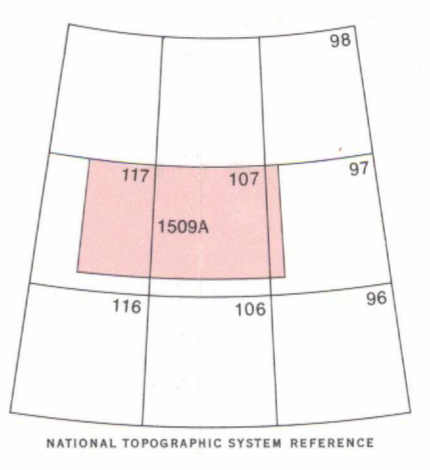 98
117 107 97
1509A
116 106 96
NATIONAL TOPOGRAPHIC SYSTEM REFERENCE